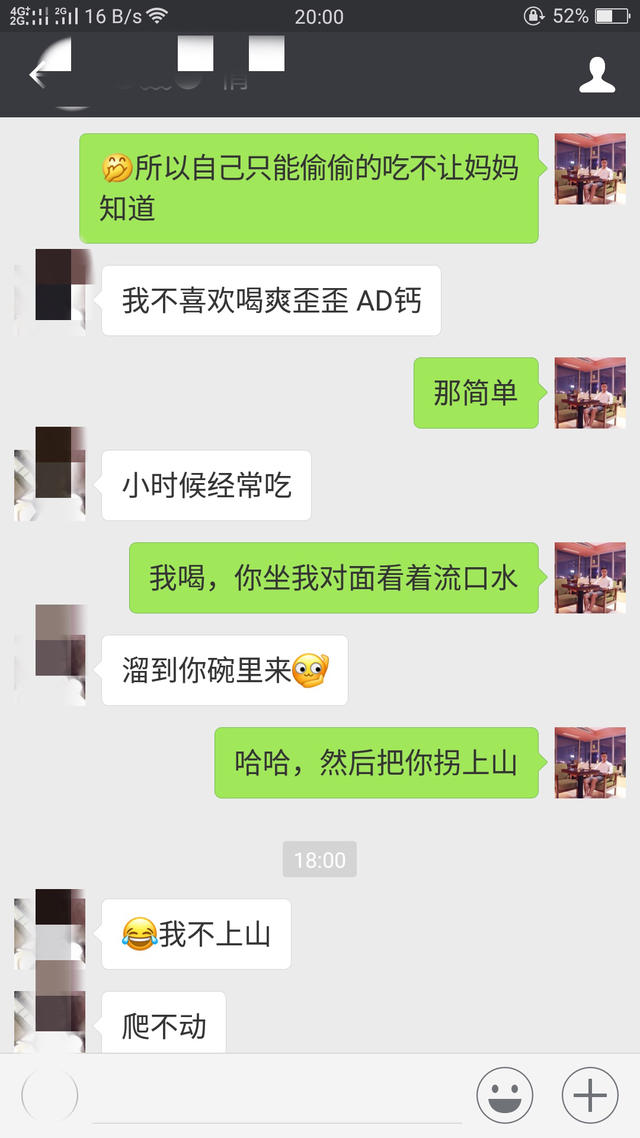 4G+ 2G 2G 16 B/s 20:00 52%
🤭所以自己只能偷偷的吃不让妈妈
知道
我不喜欢喝爽歪歪 AD钙
那简单
小时候经常吃
我喝，你坐我对面看着流口水
溜到你碗里来
哈哈，然后把你拐上山
18:00
😂我不上山
爬不动